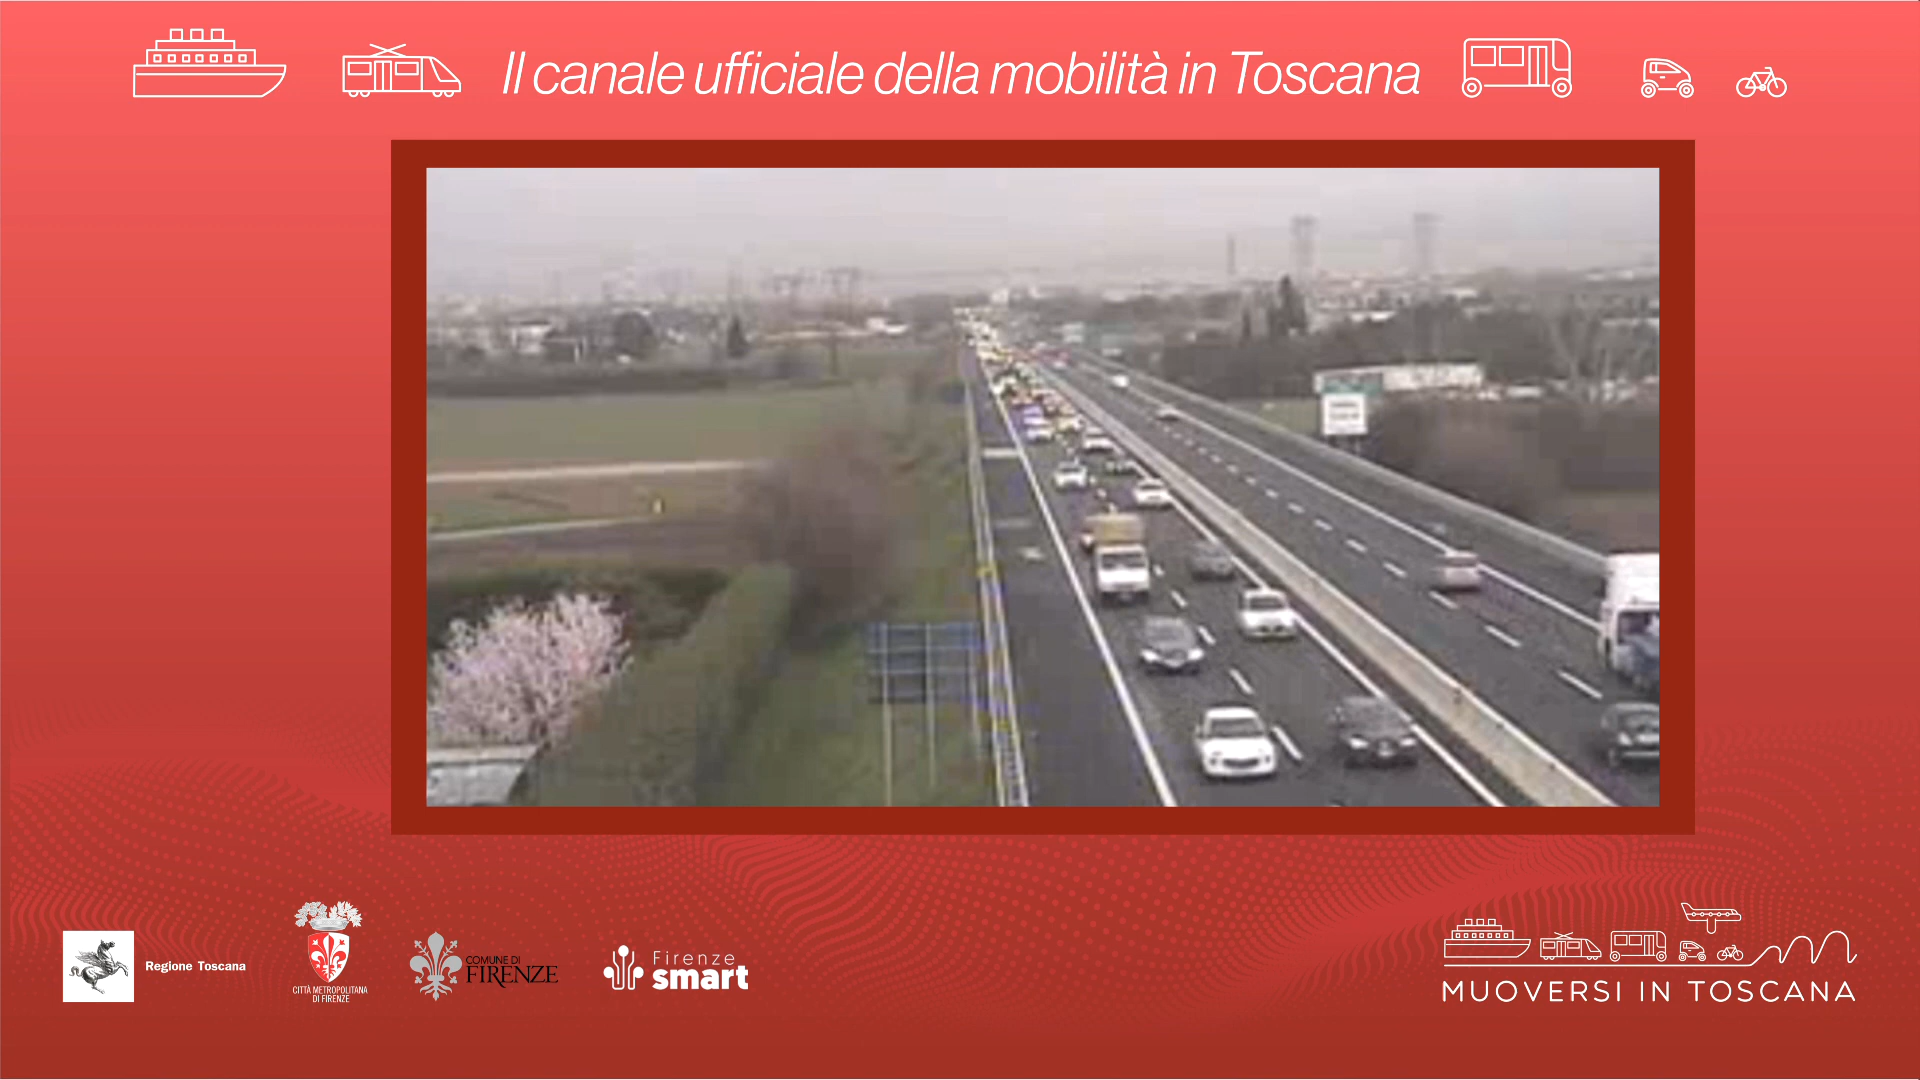 Il canale ufficiale della mobilità in Toscana
Regione Toscana
CITTÀ METROPOLITANA
DI FIRENZE
COMUNE DI
FIRENZE
Firenze
smart
MUOVERSI IN TOSCANA